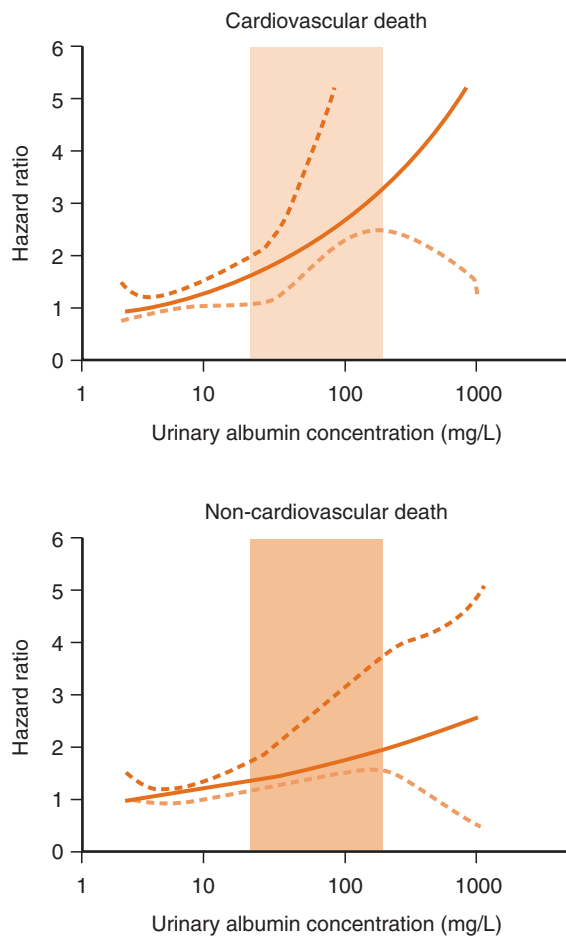 Cardiovascular death
6
5
4
3
2
1
0
Hazard ratio
1 10 100 1000
Urinary albumin concentration (mg/L)
Non-cardiovascular death
6
5
4
3
2
1
0
Hazard ratio
1 10 100 1000
Urinary albumin concentration (mg/L)